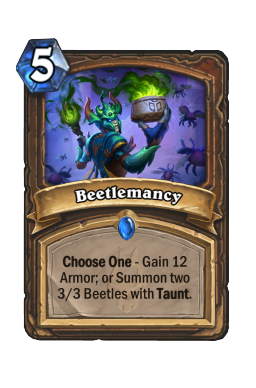 5
Beetlemancy
Choose One - Gain 12
Armor; or Summon two
3/3 Beetles with Taunt.